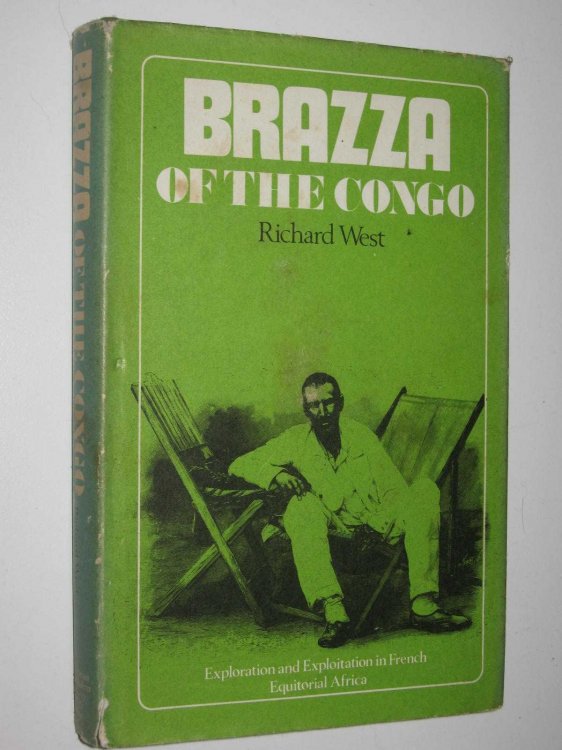 BRAZZA OF THE CONGO
BRAZZA
OF THE CONGO
Richard West
Exploration and Exploitation in French
Equitorial Africa